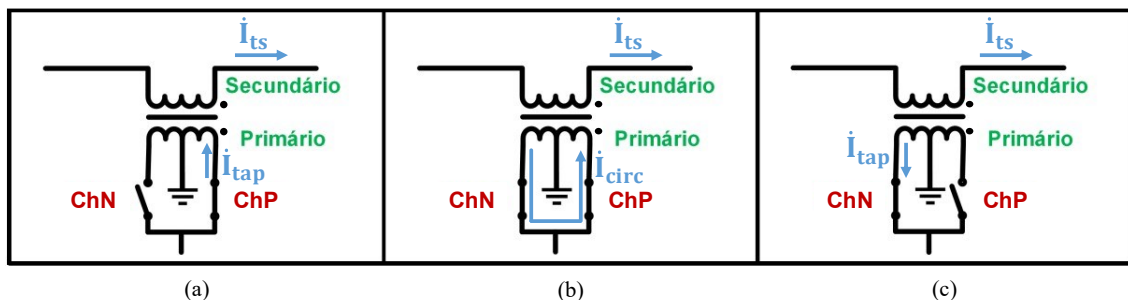 İts
Secundário
Primário
İtap
ChN
ChP
(a)
İts
Secundário
Primário
İcirc
ChN
ChP
(b)
İts
Secundário
Primário
İtap
ChN
ChP
(c)